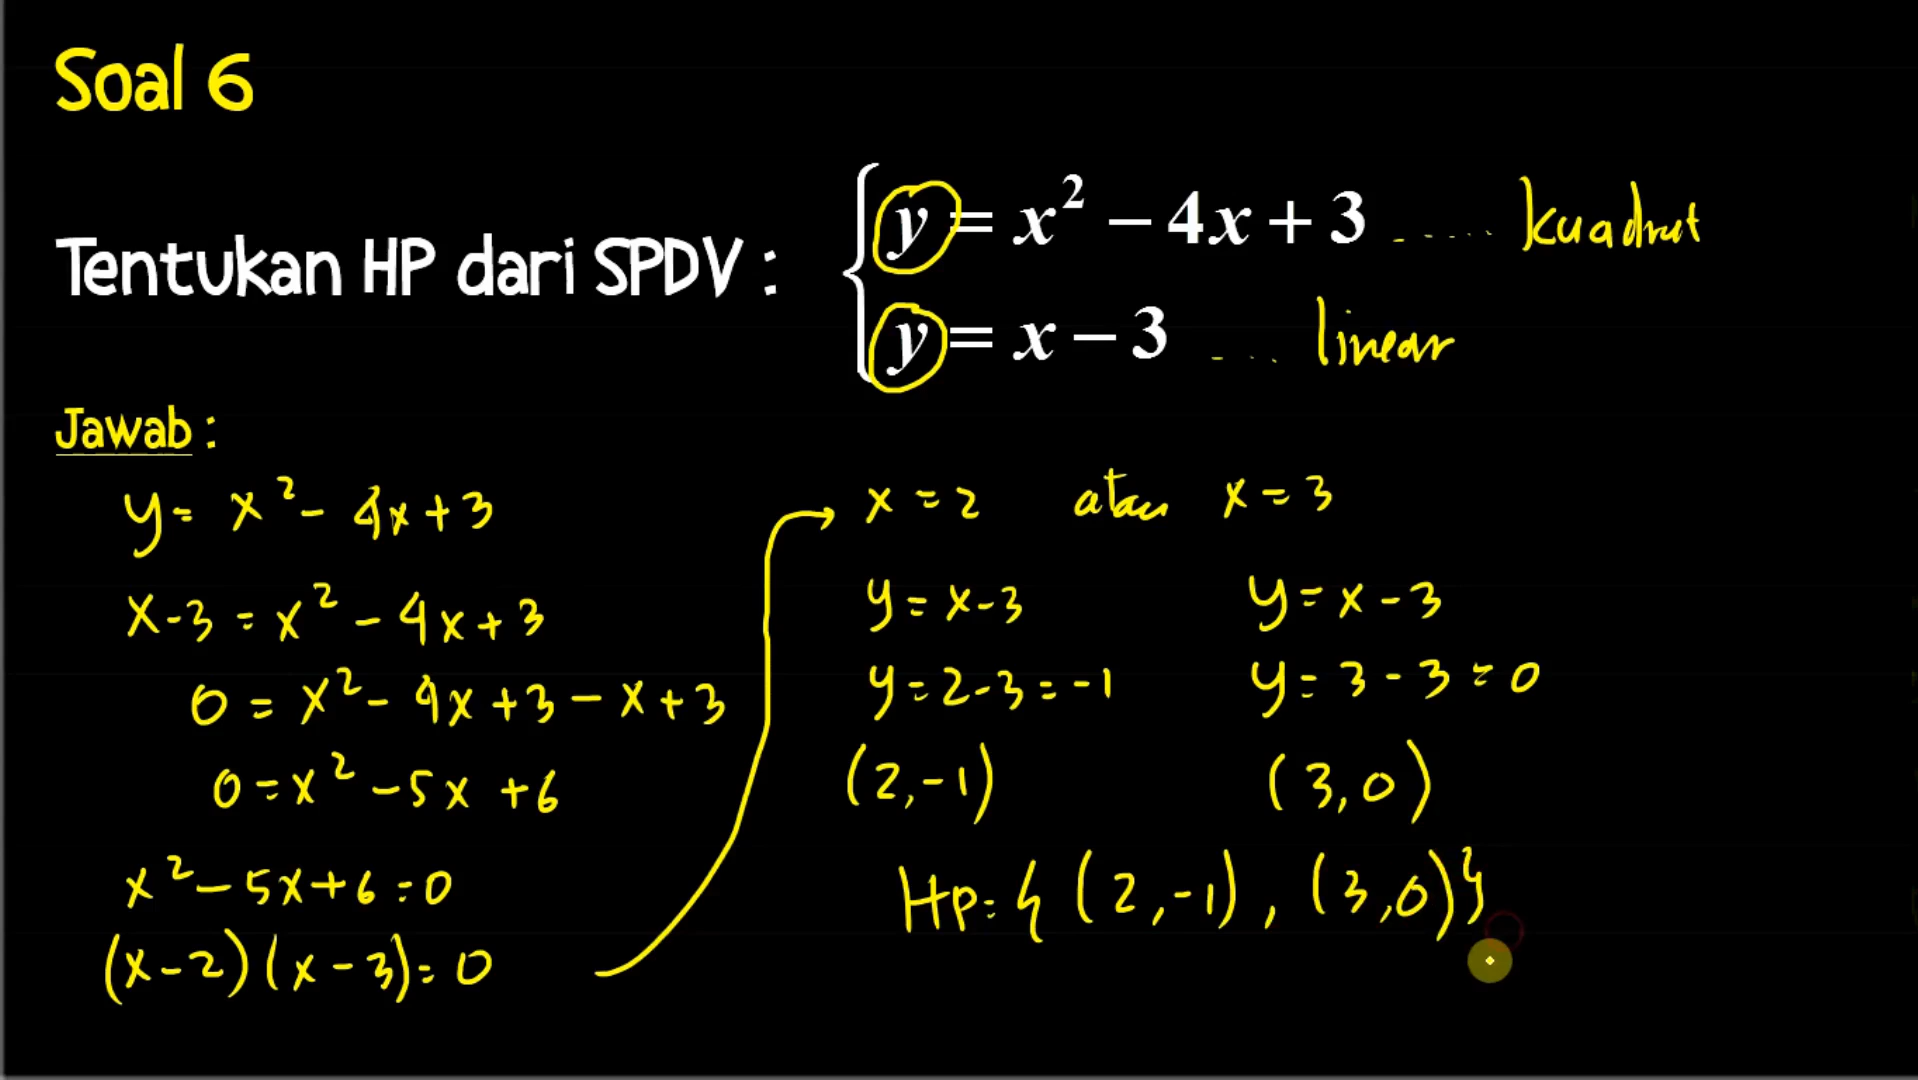 Soal 6
Tentukan HP dari SPDV :
y = x² − 4x + 3 ..... kuadrat
y = x − 3 .... linear
Jawab :
y = x² - 4x + 3
x - 3 = x² - 4x + 3
0 = x² - 4x + 3 - x + 3
0 = x² - 5x + 6
x² - 5x + 6 = 0
(x - 2) (x - 3) = 0
x = 2 atau x = 3
y = x - 3 y = x - 3
y = 2 - 3 = -1 y = 3 - 3 = 0
(2, -1) (3, 0)
Hp = { (2, -1) , (3, 0) }